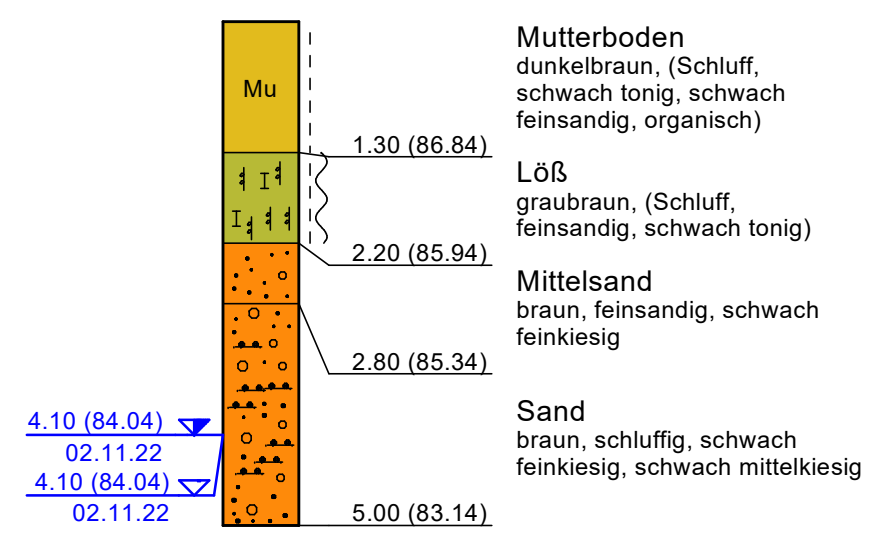 Mutterboden
dunkelbraun, (Schluff,
schwach tonig, schwach
feinsandig, organisch)
Mu
1.30 (86.84)
Löß
graubraun, (Schluff,
feinsandig, schwach tonig)
2.20 (85.94)
Mittelsand
braun, feinsandig, schwach
feinkiesig
2.80 (85.34)
Sand
braun, schluffig, schwach
feinkiesig, schwach mittelkiesig
4.10 (84.04)
02.11.22
4.10 (84.04)
02.11.22
5.00 (83.14)